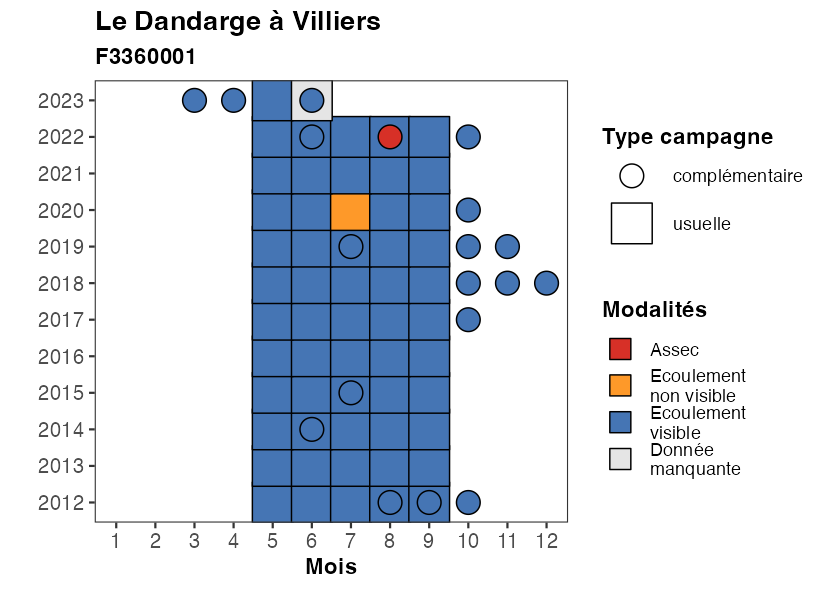 Le Dandarge à Villiers
F3360001
2023
2022
2021
2020
2019
2018
2017
2016
2015
2014
2013
2012
1 2 3 4 5 6 7 8 9 10 11 12
Mois
Type campagne
complémentaire
usuelle
Modalités
Assec
Ecoulement
non visible
Ecoulement
visible
Donnée
manquante